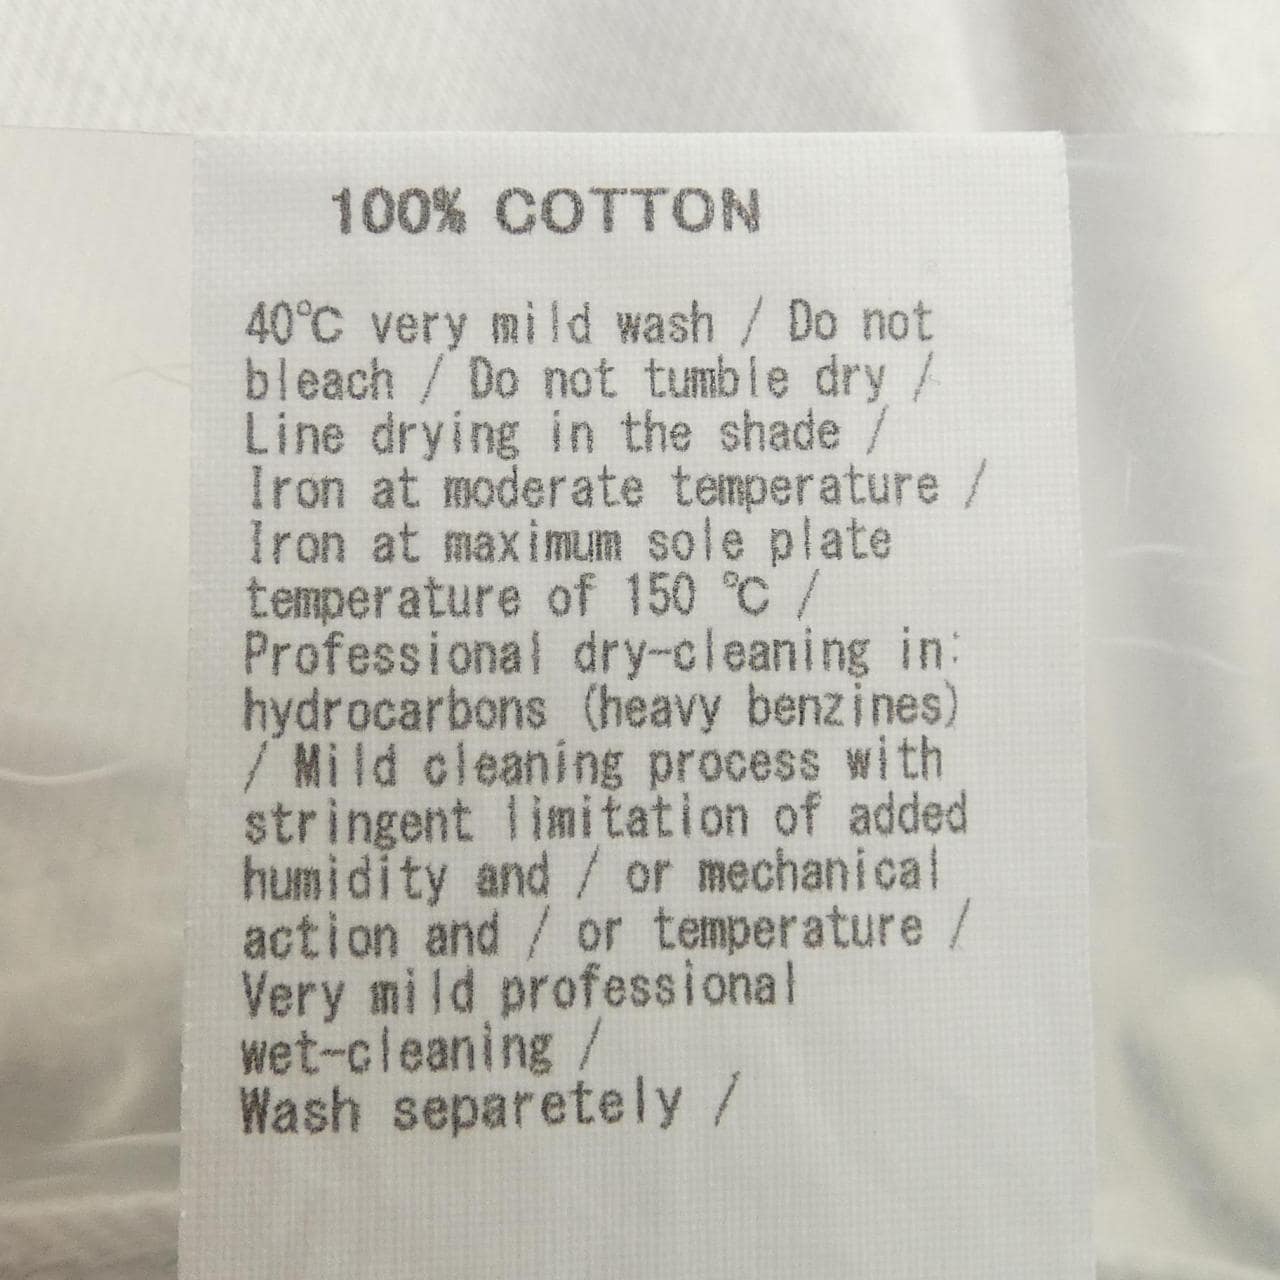 100% COTTON
40℃ very mild wash / Do not
bleach / Do not tumble dry /
Line drying in the shade /
Iron at moderate temperature /
Iron at maximum sole plate
temperature of 150 ℃ /
Professional dry-cleaning in:
hydrocarbons (heavy benzines)
/ Mild cleaning process with
stringent limitation of added
humidity and / or mechanical
action and / or temperature /
Very mild professional
wet-cleaning /
Wash separetely /